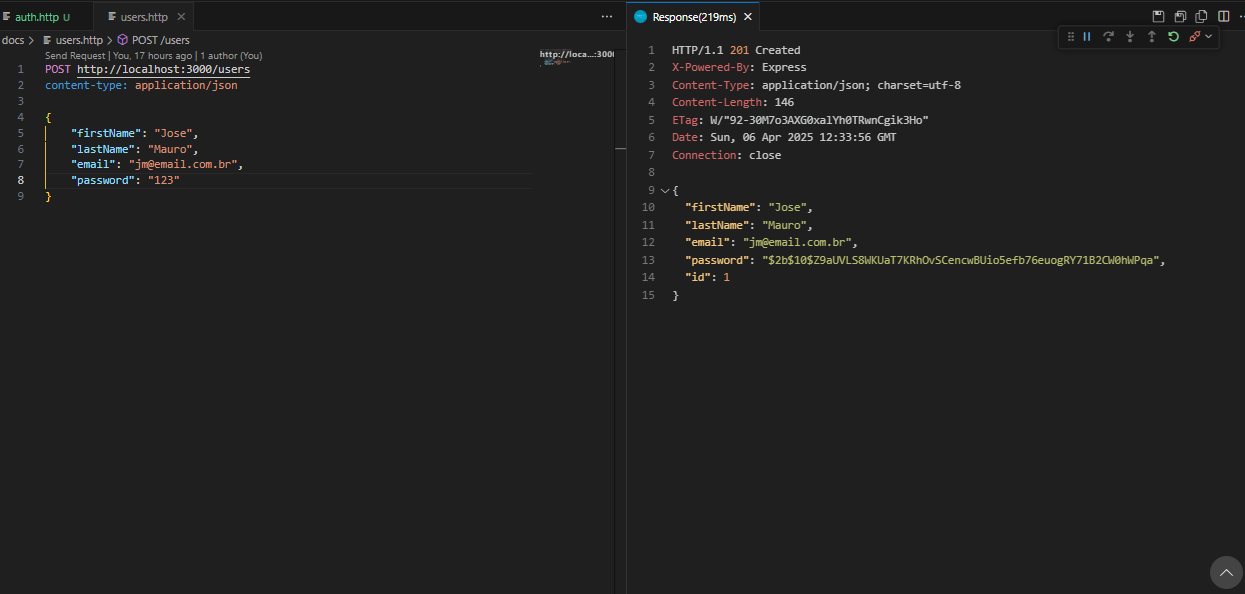 auth.http U
users.http
Response(219ms)
docs > users.http > POST /users
Send Request | You, 17 hours ago | 1 author (You)
1 POST http://localhost:3000/users
2 content-type: application/json
3
4 {
5 "firstName": "Jose",
6 "lastName": "Mauro",
7 "email": "jm@email.com.br",
8 "password": "123"
9 }
http://loca...:3000
1 HTTP/1.1 201 Created
2 X-Powered-By: Express
3 Content-Type: application/json; charset=utf-8
4 Content-Length: 146
5 ETag: W/"92-30M7o3AXG0xalYh0TRwnCgik3Ho"
6 Date: Sun, 06 Apr 2025 12:33:56 GMT
7 Connection: close
8
9 {
10 "firstName": "Jose",
11 "lastName": "Mauro",
12 "email": "jm@email.com.br",
13 "password": "$2b$10$Z9aUVLS8WKUaT7KRhOvSCencwBUio5efb76euogRY71B2CW0hWPqa",
14 "id": 1
15 }